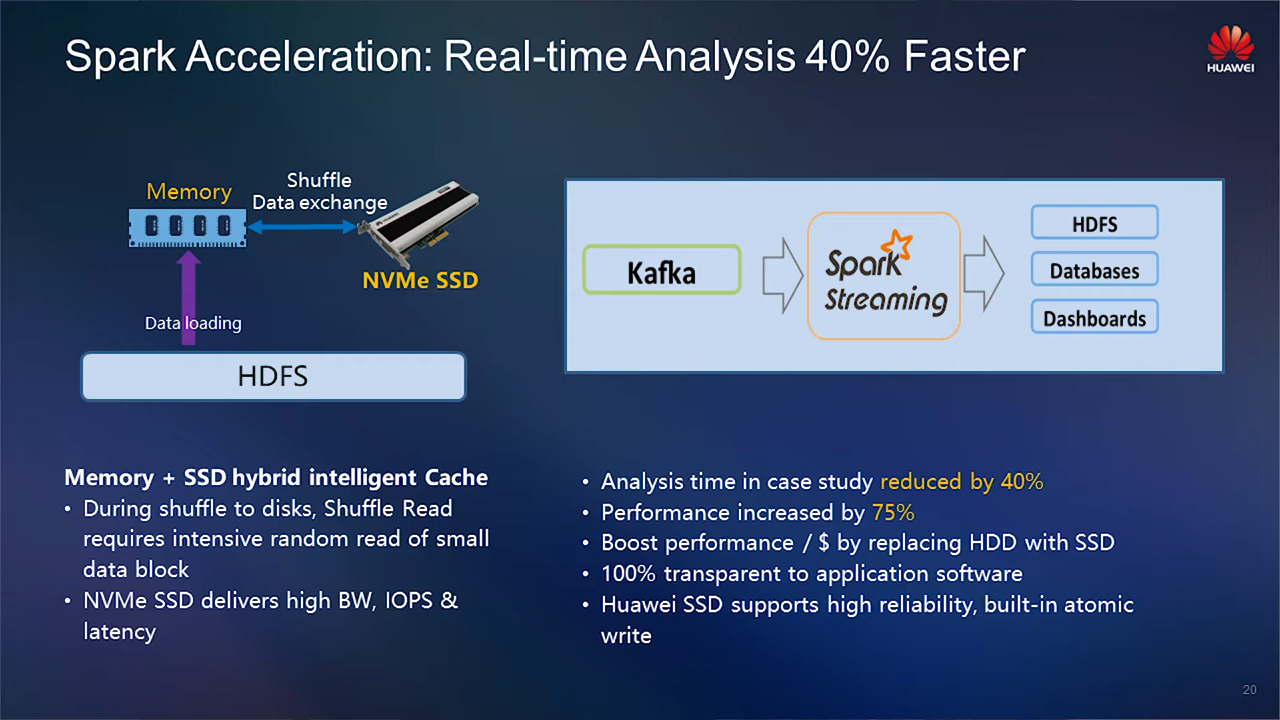 Spark Acceleration: Real-time Analysis 40% Faster
HUAWEI
Memory
Shuffle
Data exchange
NVMe SSD
Data loading
HDFS
Kafka
Spark
Streaming
HDFS
Databases
Dashboards
Memory + SSD hybrid intelligent Cache
• During shuffle to disks, Shuffle Read
requires intensive random read of small
data block
• NVMe SSD delivers high BW, IOPS &
latency
• Analysis time in case study reduced by 40%
• Performance increased by 75%
• Boost performance / $ by replacing HDD with SSD
• 100% transparent to application software
• Huawei SSD supports high reliability, built-in atomic
write
20